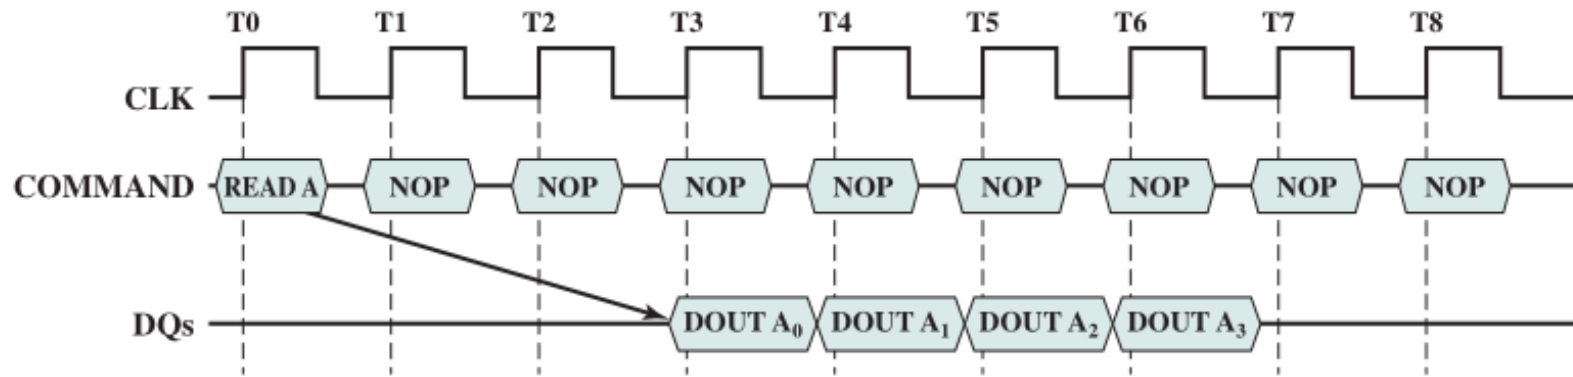 T0 T1 T2 T3 T4 T5 T6 T7 T8
CLK
COMMAND READ A NOP NOP NOP NOP NOP NOP NOP NOP
DQs DOUT A₀ DOUT A₁ DOUT A₂ DOUT A₃